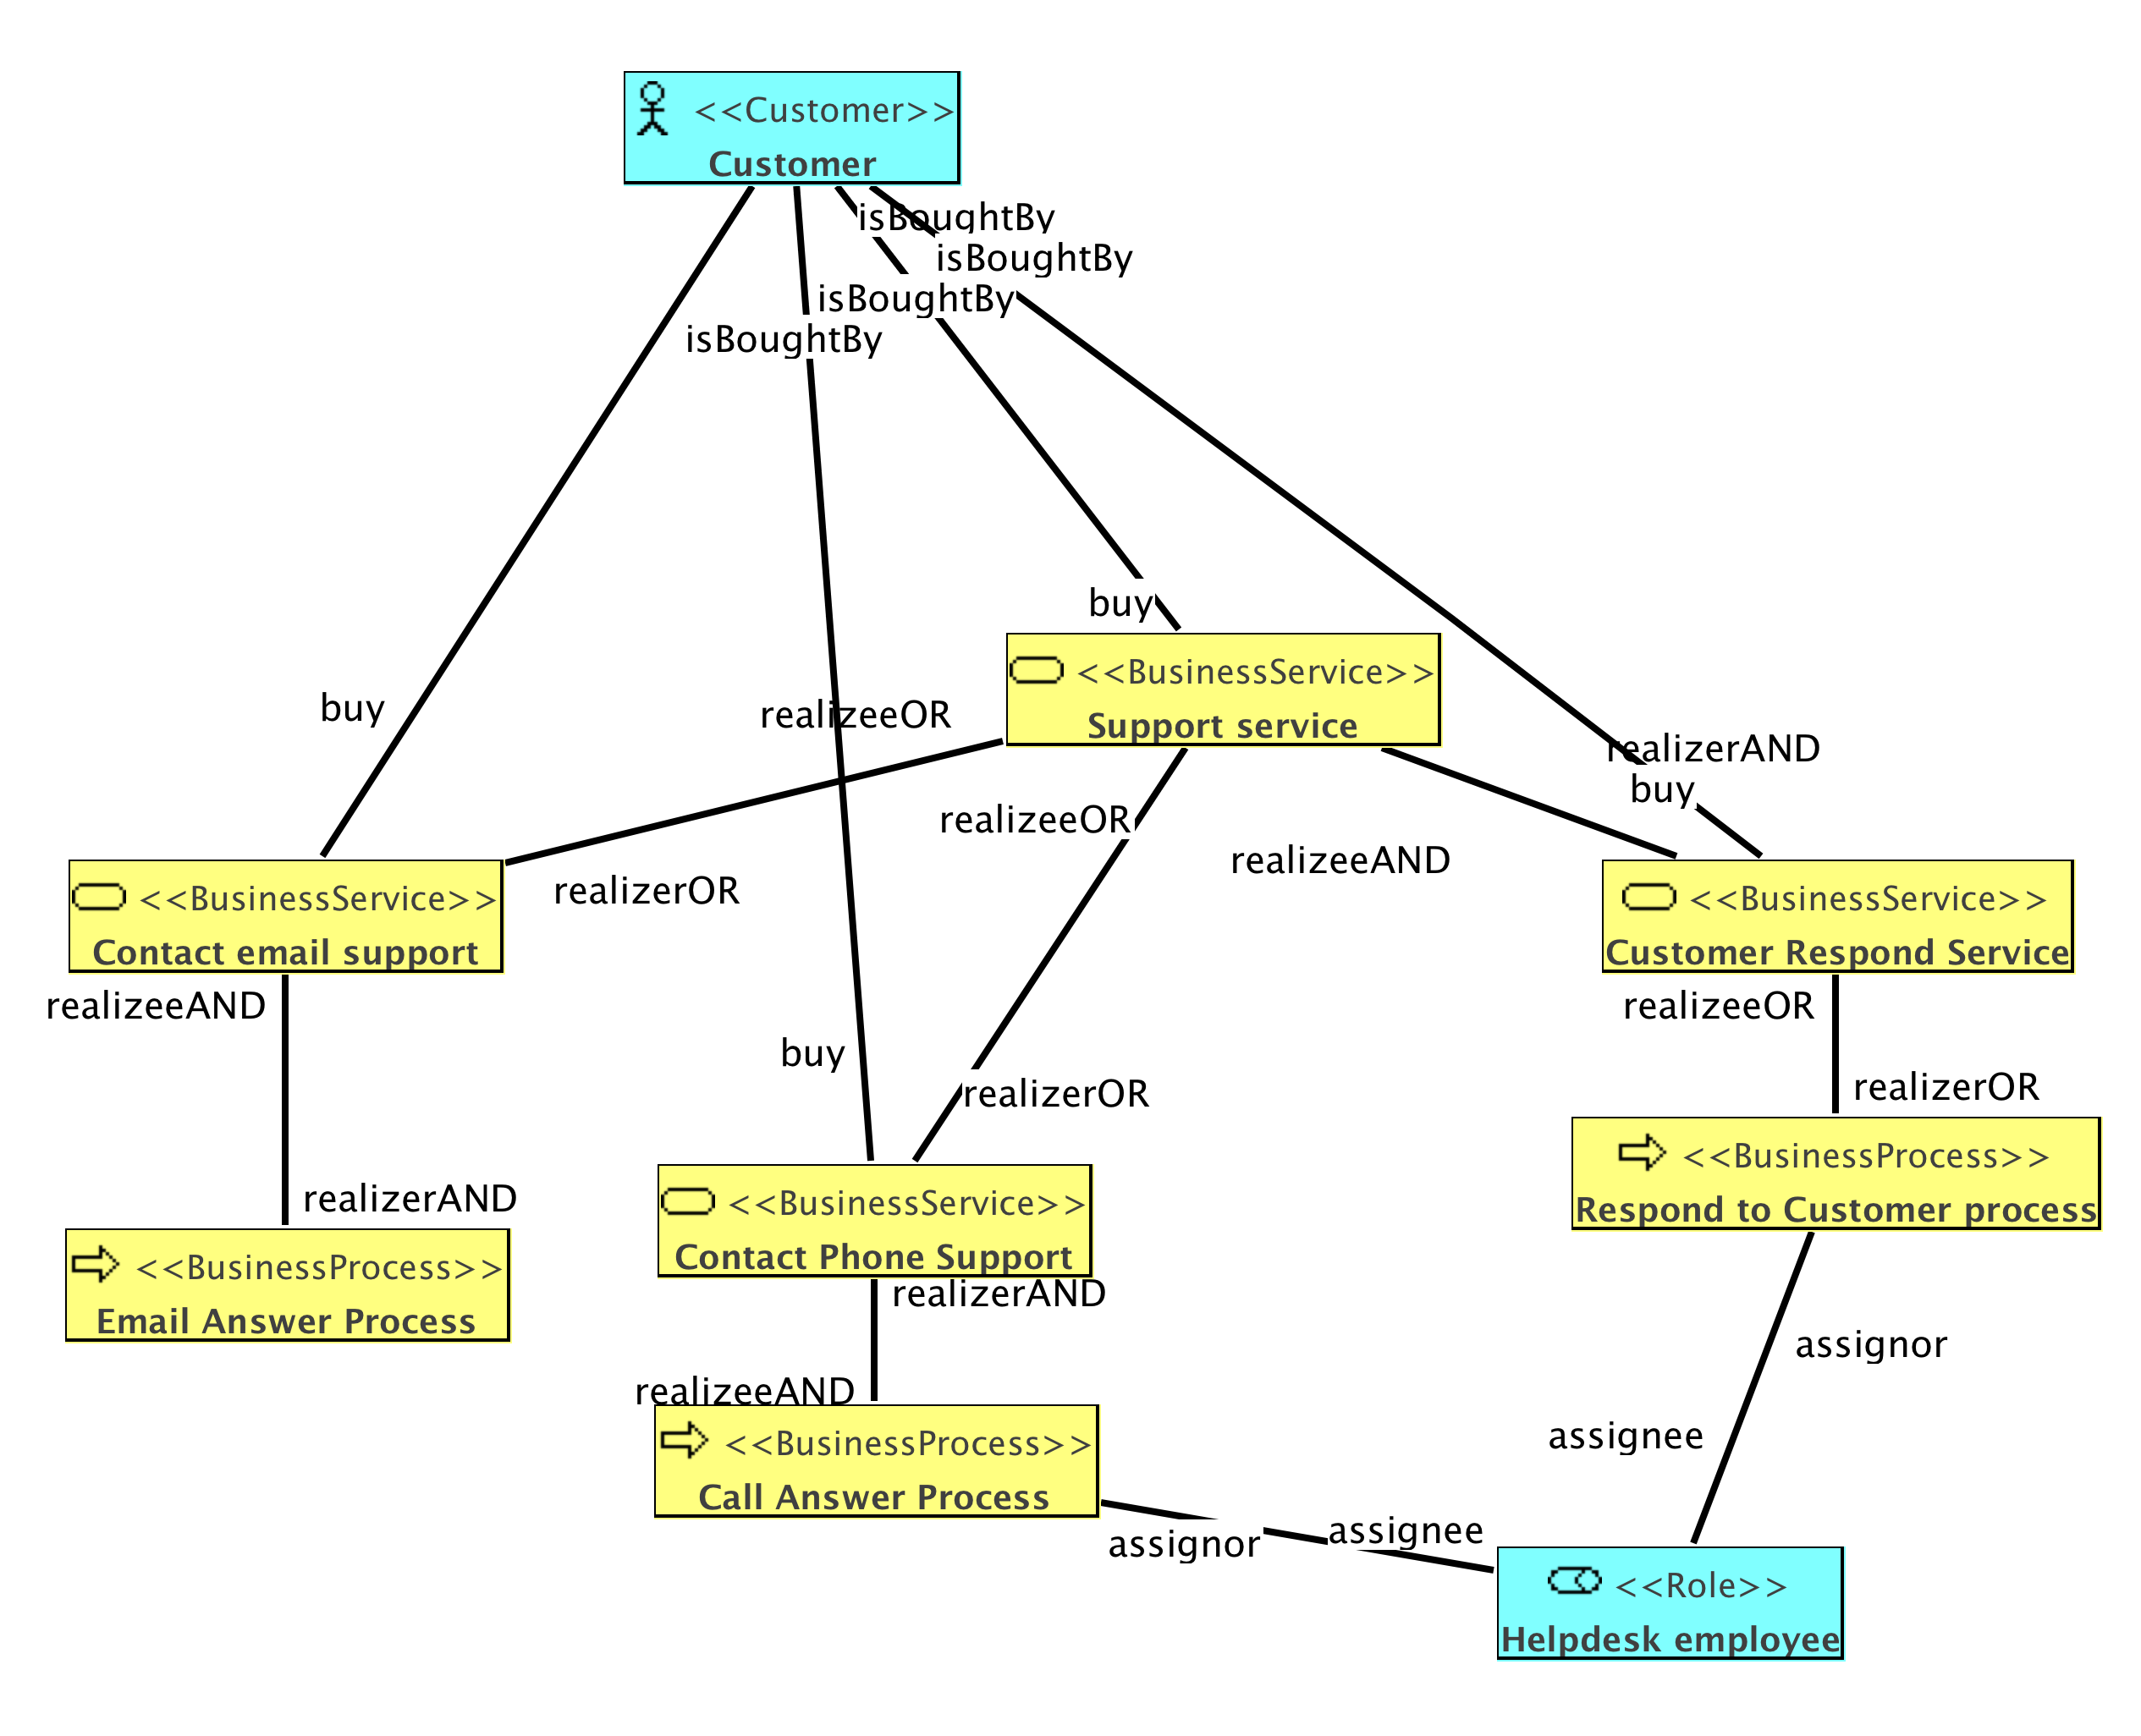 <<Customer>>
Customer
isBoughtBy
isBoughtBy
isBoughtBy
isBoughtBy
buy
<<BusinessService>>
Support service
buy
realizeeOR
realizerAND
buy
realizeeOR
realizeeAND
realizerOR
<<BusinessService>>
Contact email support
<<BusinessService>>
Customer Respond Service
realizeeAND
realizeeOR
buy
realizerOR
realizerOR
realizerAND
<<BusinessProcess>>
Respond to Customer process
<<BusinessService>>
Contact Phone Support
<<BusinessProcess>>
Email Answer Process
realizerAND
assignor
realizeeAND
<<BusinessProcess>>
Call Answer Process
assignee
assignor
assignee
<<Role>>
Helpdesk employee